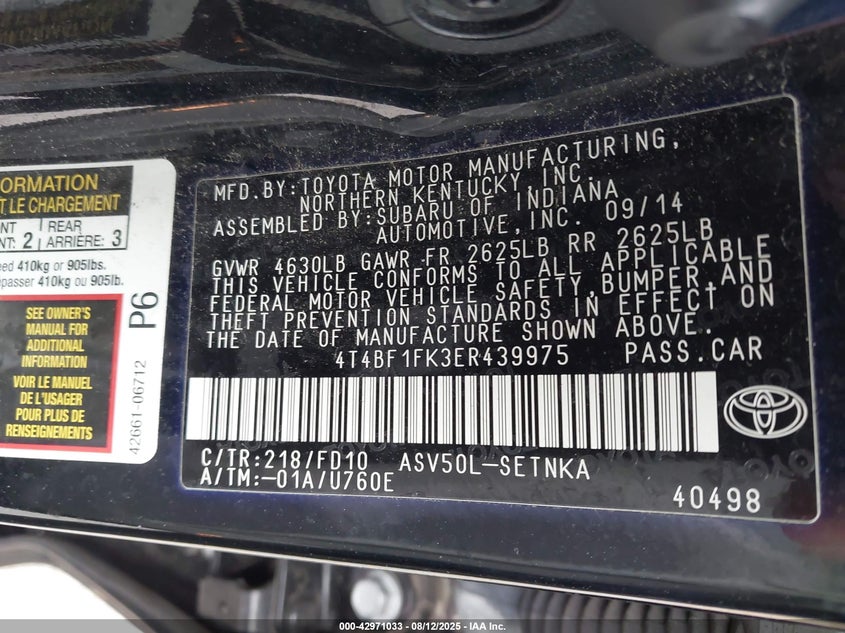 ORMATION
T LE CHARGEMENT
NT 2 | REAR
NT: | ARRIÈRE: 3
eed 410kg or 905lbs.
passer 410kg ou 905lb.
SEE OWNER'S
MANUAL FOR
ADDITIONAL
INFORMATION
VOIR LE MANUEL
DE L'USAGER
POUR PLUS DE
RENSEIGNEMENTS
P6
42661-06712
MFD.BY:TOYOTA MOTOR MANUFACTURING,
NORTHERN KENTUCKY, INC.
ASSEMBLED BY:SUBARU OF INDIANA
AUTOMOTIVE,INC. 09/14
GVWR 4630LB GAWR FR 2625LB RR 2625LB
THIS VEHICLE CONFORMS TO ALL APPLICABLE
FEDERAL MOTOR VEHICLE SAFETY,BUMPER,AND
THEFT PREVENTION STANDARDS IN EFFECT ON
THE DATE OF MANUFACTURE SHOWN ABOVE.
4T4BF1FK3ER439975 PASS.CAR
C/TR:218/FD10 ASV50L-SETNKA
A/TM:-01A/U760E
40498
000-42971033 - 08/12/2025 - © IAA, Inc.